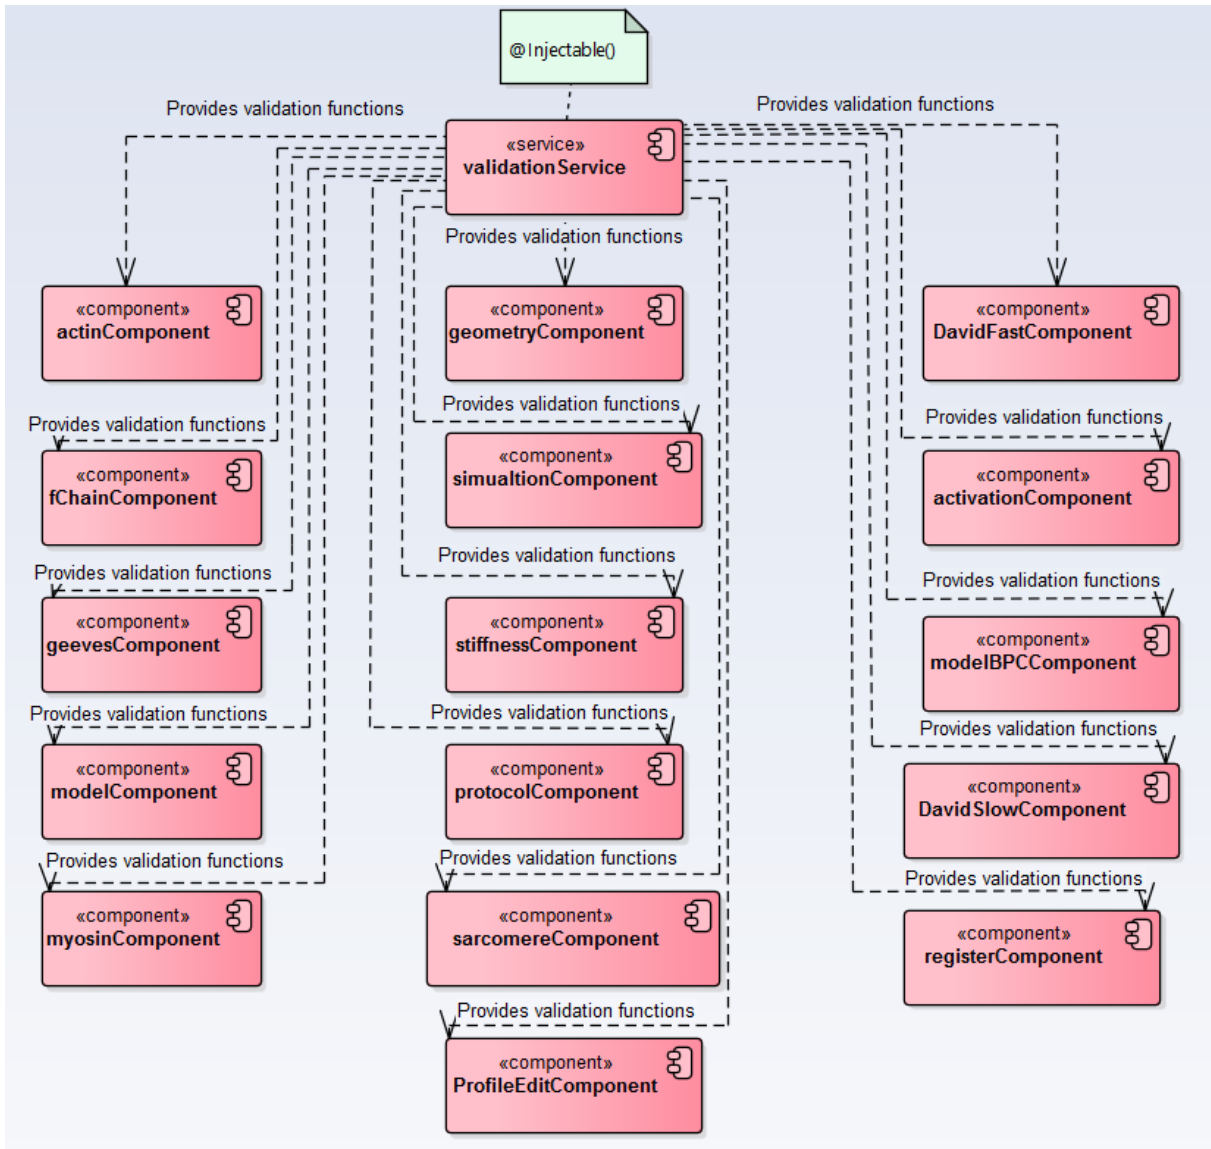 @Injectable()
Provides validation functions
Provides validation functions
«service»
validationService
Provides validation functions
«component»
actinComponent
«component»
geometryComponent
«component»
DavidFastComponent
Provides validation functions
Provides validation functions
Provides validation functions
«component»
fChainComponent
«component»
simualtionComponent
«component»
activationComponent
Provides validation functions
Provides validation functions
Provides validation functions
«component»
geevesComponent
«component»
stiffnessComponent
«component»
modelBPCComponent
Provides validation functions
Provides validation functions
Provides validation functions
«component»
modelComponent
«component»
protocolComponent
«component»
DavidSlowComponent
Provides validation functions
Provides validation functions
Provides validation functions
«component»
myosinComponent
«component»
sarcomereComponent
«component»
registerComponent
Provides validation functions
«component»
ProfileEditComponent